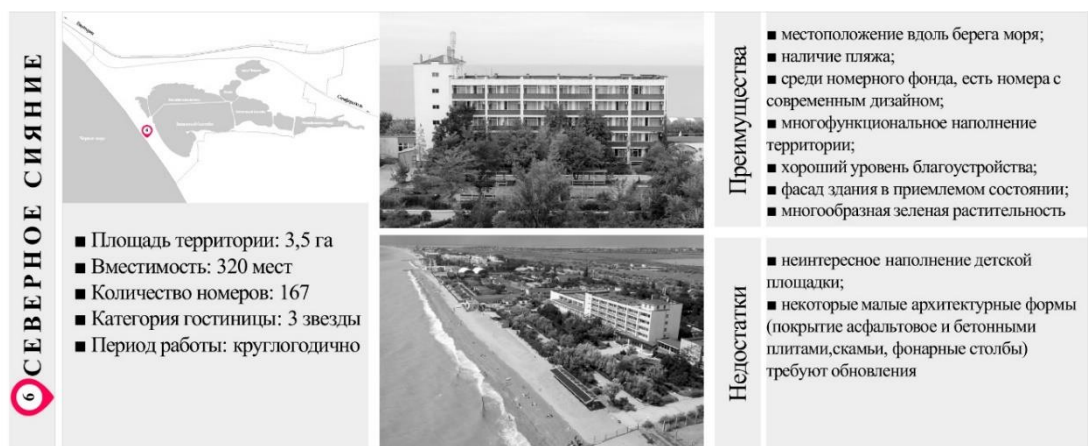 СЕВЕРНОЕ СИЯНИЕ
6
■ Площадь территории: 3,5 га
■ Вместимость: 320 мест
■ Количество номеров: 167
■ Категория гостиницы: 3 звезды
■ Период работы: круглогодично
Преимущества
■ местоположение вдоль берега моря;
■ наличие пляжа;
■ среди номерного фонда, есть номера с
современным дизайном;
■ многофункциональное наполнение
территории;
■ хороший уровень благоустройства;
■ фасад здания в приемлемом состоянии;
■ многообразная зеленая растительность
Недостатки
■ неинтересное наполнение детской
площадки;
■ некоторые малые архитектурные формы
(покрытие асфальтовое и бетонными
плитами,скамьи, фонарные столбы)
требуют обновления